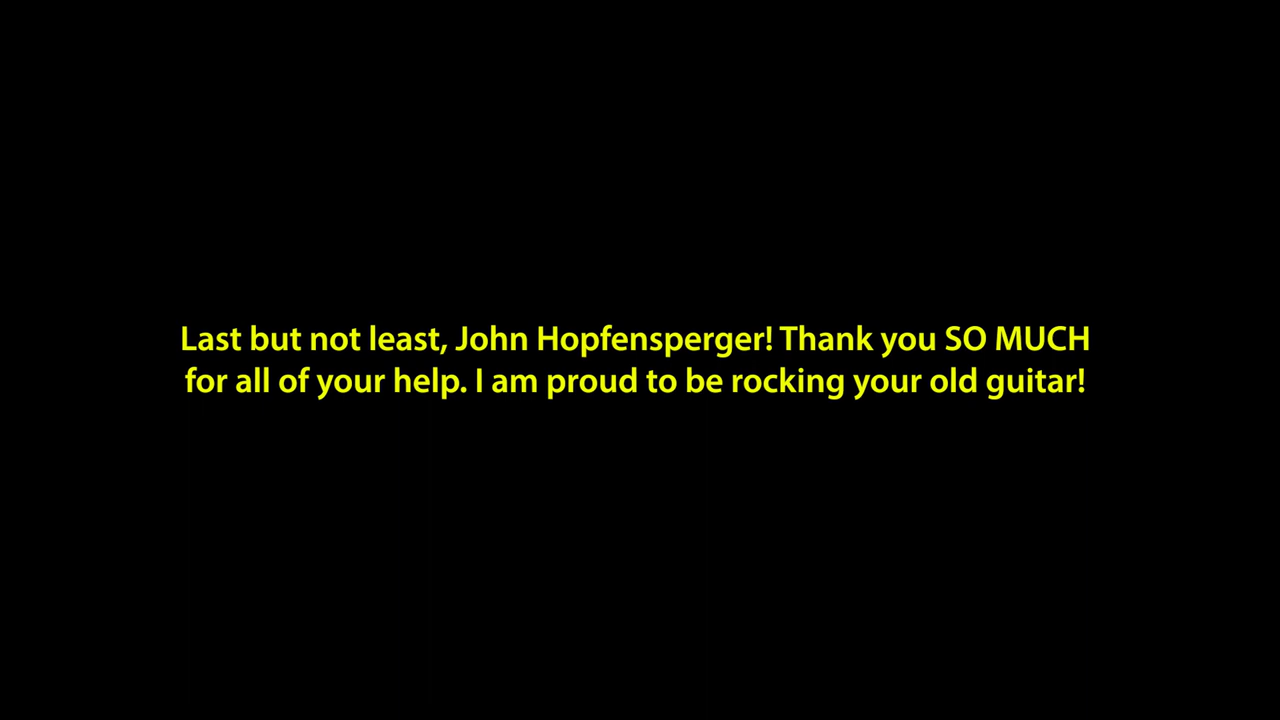 Last but not least, John Hopfensperger! Thank you SO MUCH
for all of your help. I am proud to be rocking your old guitar!